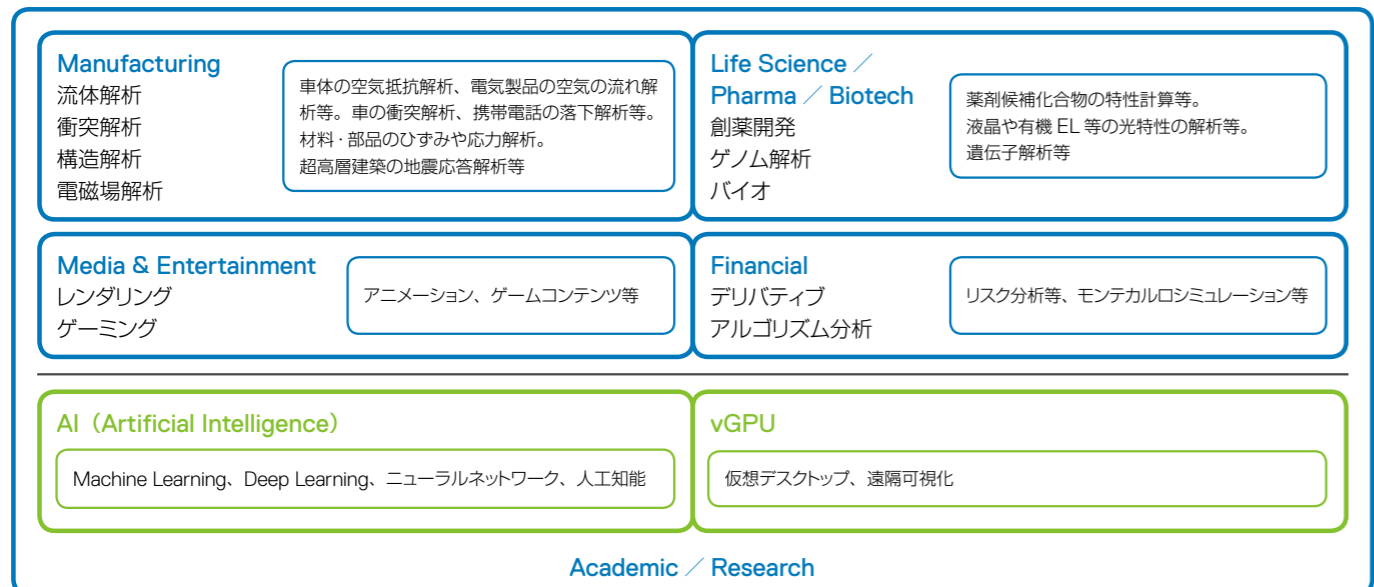 Manufacturing
流体解析
衝突解析
構造解析
電磁場解析
車体の空気抵抗解析、電気製品の空気の流れ解
析等。車の衝突解析、携帯電話の落下解析等。
材料・部品のひずみや応力解析。
超高層建築の地震応答解析等
Life Science ／
Pharma ／ Biotech
創薬開発
ゲノム解析
バイオ
薬剤候補化合物の特性計算等。
液晶や有機 EL 等の光特性の解析等。
遺伝子解析等
Media & Entertainment
レンダリング
ゲーミング
アニメーション、ゲームコンテンツ等
Financial
デリバティブ
アルゴリズム分析
リスク分析等、モンテカルロシミュレーション等
AI（Artificial Intelligence）
Machine Learning、Deep Learning、ニューラルネットワーク、人工知能
vGPU
仮想デスクトップ、遠隔可視化
Academic ／ Research